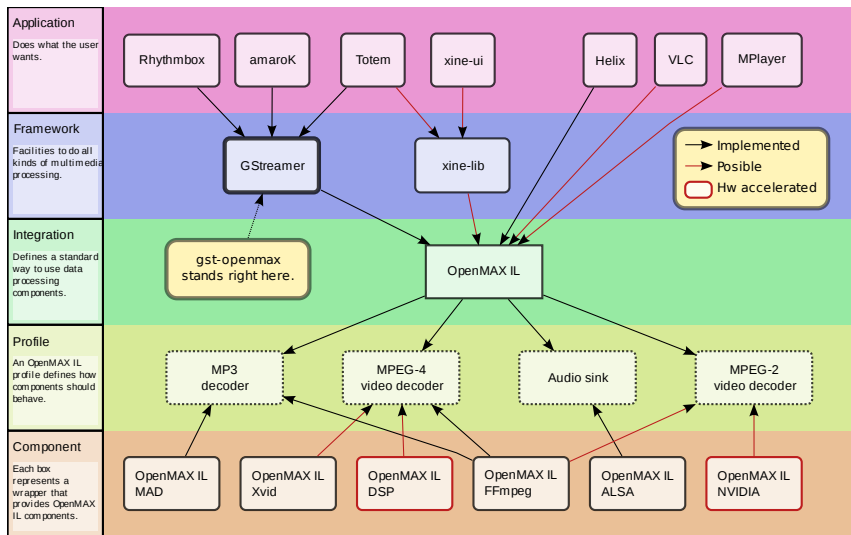 Application
Does what the user
wants.
Rhythmbox
amaroK
Totem
xine-ui
Helix
VLC
MPlayer
Framework
Facilities to do all
kinds of multimedia
processing.
GStreamer
xine-lib
Implemented
Posible
Hw accelerated
Integration
Defines a standard
way to use data
processing
components.
gst-openmax
stands right here.
OpenMAX IL
Profile
An OpenMAX IL
profile defines how
components should
behave.
MP3
decoder
MPEG-4
video decoder
Audio sink
MPEG-2
video decoder
Component
Each box
represents a
wrapper that
provides OpenMAX
IL components.
OpenMAX IL
MAD
OpenMAX IL
Xvid
OpenMAX IL
DSP
OpenMAX IL
FFmpeg
OpenMAX IL
ALSA
OpenMAX IL
NVIDIA